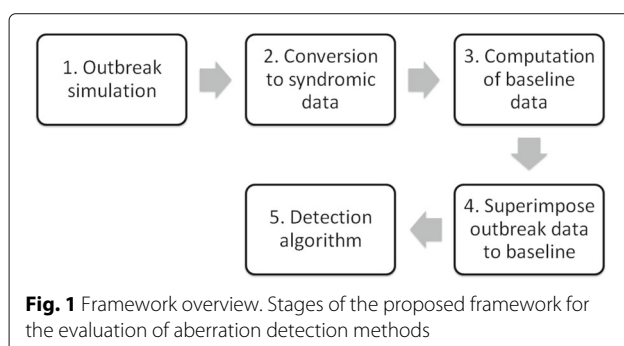 1. Outbreak
simulation
2. Conversion
to syndromic
data
3. Computation
of baseline
data
4. Superimpose
outbreak data
to baseline
5. Detection
algorithm
Fig. 1 Framework overview. Stages of the proposed framework for
the evaluation of aberration detection methods